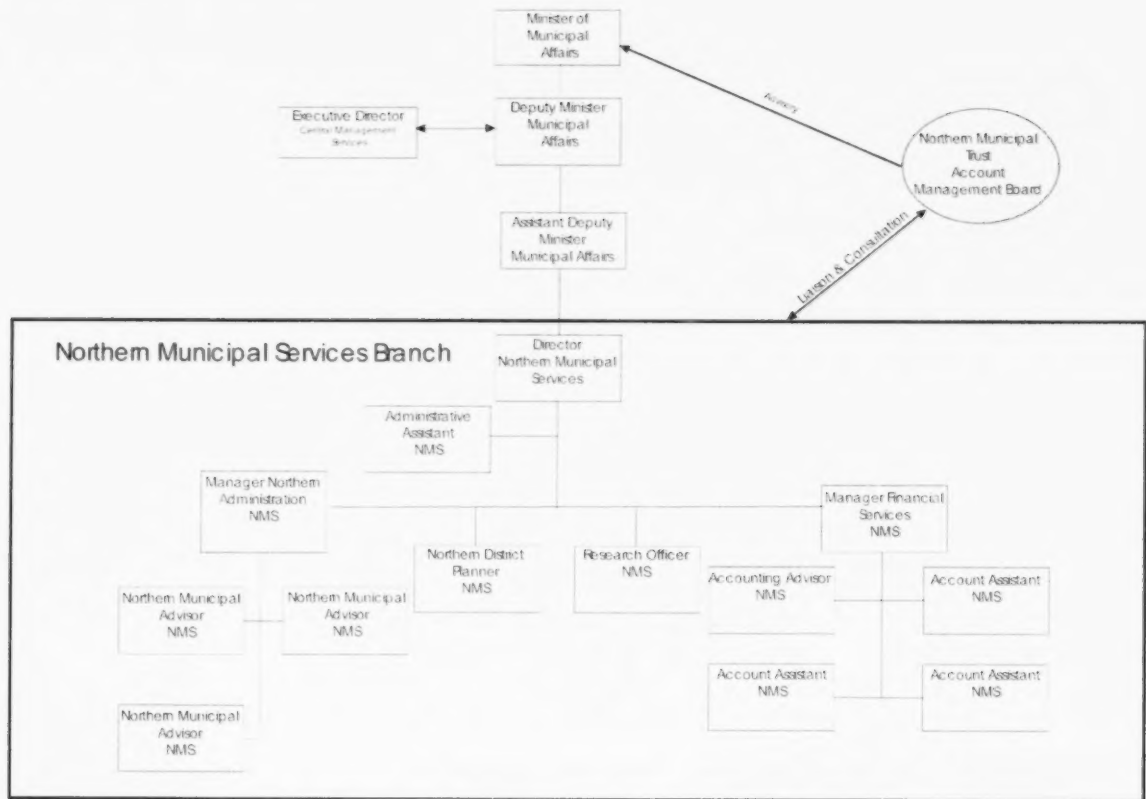 Minister of
Municipal
Affairs
Advisory
Executive Director
Central Management
Services
Deputy Minister
Municipal
Affairs
Northern Municipal
Trust
Account
Management Board
Assistant Deputy
Minister
Municipal Affairs
Liaison & Consultation
Northern Municipal Services Branch
Director
Northern Municipal
Services
Administrative
Assistant
NMS
Manager Northern
Administration
NMS
Manager Financial
Services
NMS
Northern District
Planner
NMS
Research Officer
NMS
Accounting Advisor
NMS
Account Assistant
NMS
Northern Municipal
Advisor
NMS
Northern Municipal
Advisor
NMS
Account Assistant
NMS
Account Assistant
NMS
Northern Municipal
Advisor
NMS